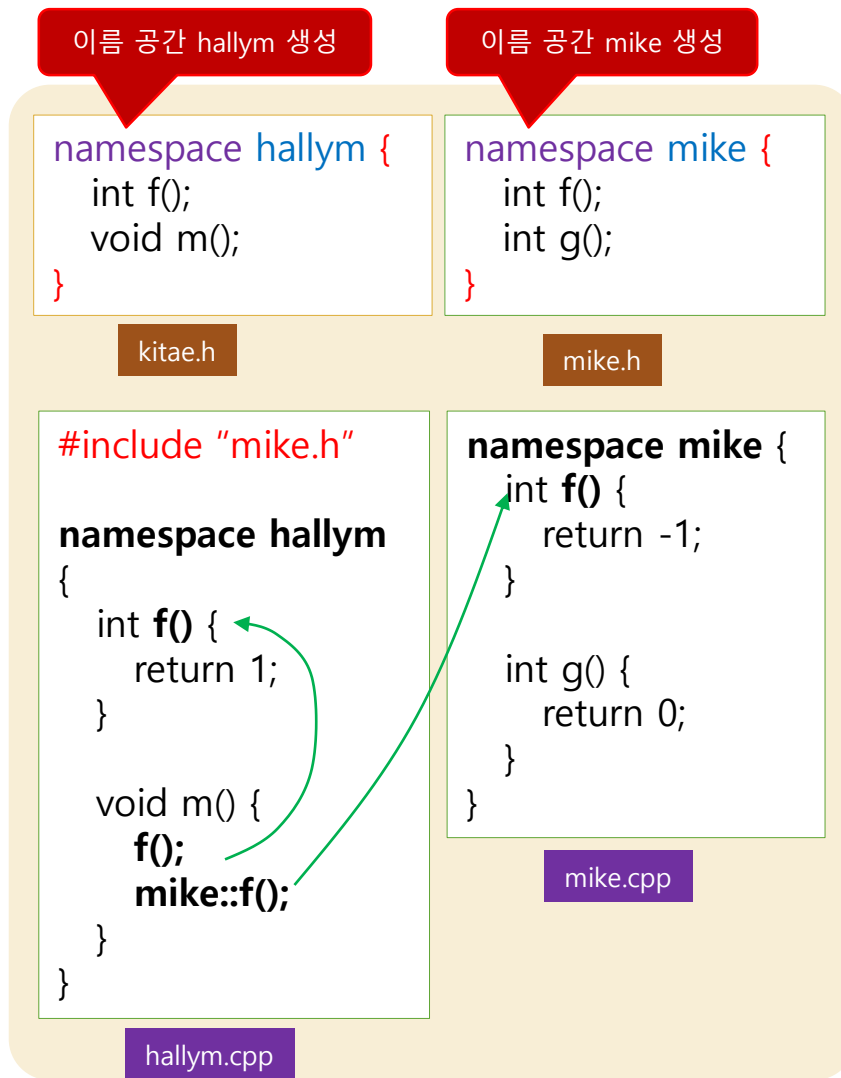 이름 공간 hallym 생성
이름 공간 mike 생성
namespace hallym {
int f();
void m();
}
kitae.h
namespace mike {
int f();
int g();
}
mike.h
#include “mike.h”
namespace hallym
{
int f() {
return 1;
}
void m() {
f();
mike::f();
}
}
hallym.cpp
namespace mike {
int f() {
return -1;
}
int g() {
return 0;
}
}
mike.cpp